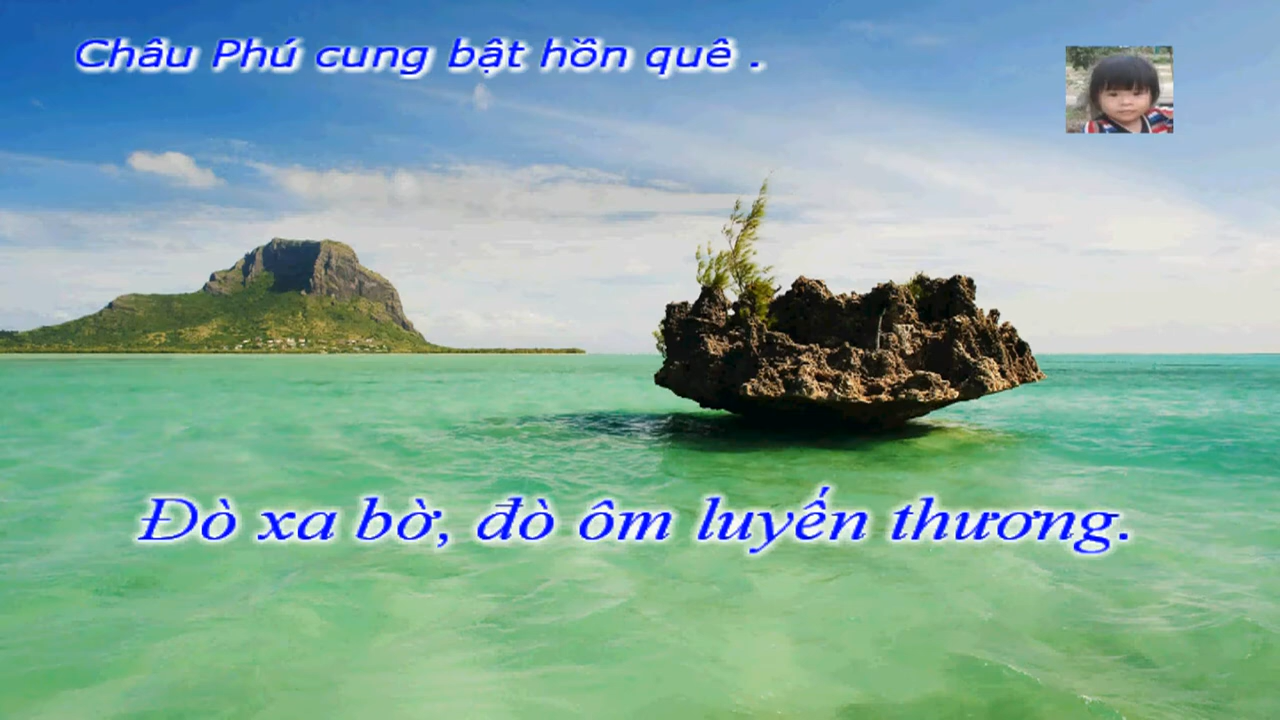 Châu Phú cung bật hồn quê .
Đò xa bờ, đò ôm luyến thương.